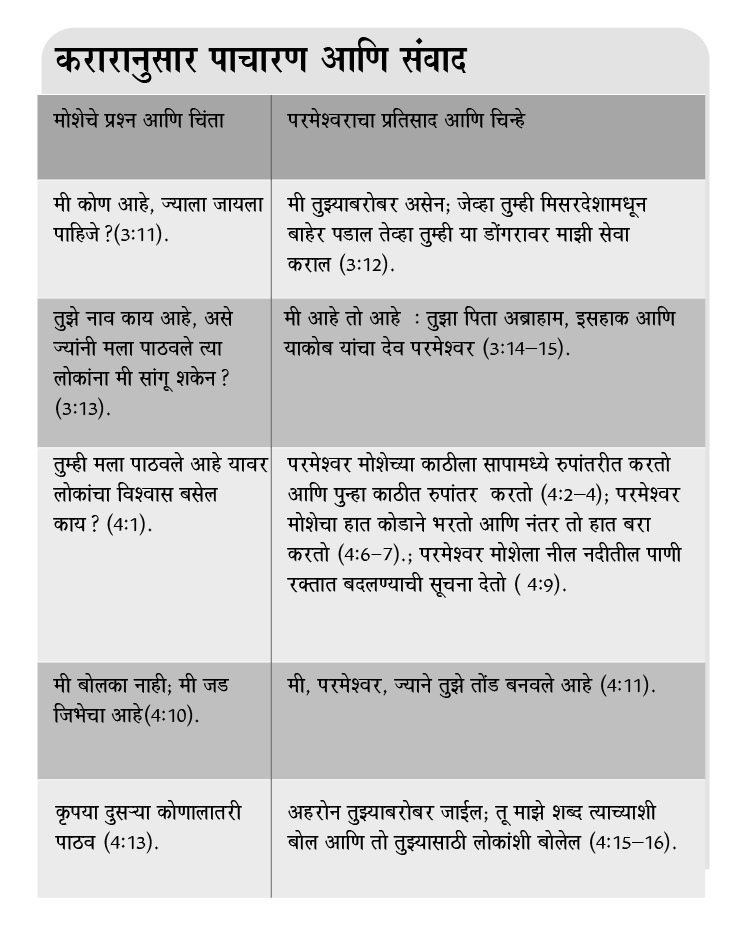 करारानुसार पाचारण आणि संवाद
मोशेचे प्रश्न आणि चिंता
परमेश्वराचा प्रतिसाद आणि चिन्हे
मी कोण आहे, ज्याला जायला
पाहिजे ?(3:11).
मी तुझ्याबरोबर असेन; जेव्हा तुम्ही मिसरदेशामधून
बाहेर पडाल तेव्हा तुम्ही या डोंगरावर माझी सेवा
कराल (3:12).
तुझे नाव काय आहे, असे
ज्यांनी मला पाठवले त्या
लोकांना मी सांगू शकेन ?
(3:13).
मी आहे तो आहे : तुझा पिता अब्राहाम, इसहाक आणि
याकोब यांचा देव परमेश्वर (3:14–15).
तुम्ही मला पाठवले आहे यावर
लोकांचा विश्वास बसेल
काय ? (4:1).
परमेश्वर मोशेच्या काठीला सापामध्ये रुपांतरीत करतो
आणि पुन्हा काठीत रुपांतर करतो (4:2–4); परमेश्वर
मोशेचा हात कोडाने भरतो आणि नंतर तो हात बरा
करतो (4:6–7).; परमेश्वर मोशेला नील नदीतील पाणी
रक्तात बदलण्याची सूचना देतो ( 4:9).
मी बोलका नाही; मी जड
जिभेचा आहे(4:10).
मी, परमेश्वर, ज्याने तुझे तोंड बनवले आहे (4:11).
कृपया दुसऱ्या कोणालातरी
पाठव (4:13).
अहरोन तुझ्याबरोबर जाईल; तू माझे शब्द त्याच्याशी
बोल आणि तो तुझ्यासाठी लोकांशी बोलेल (4:15–16).